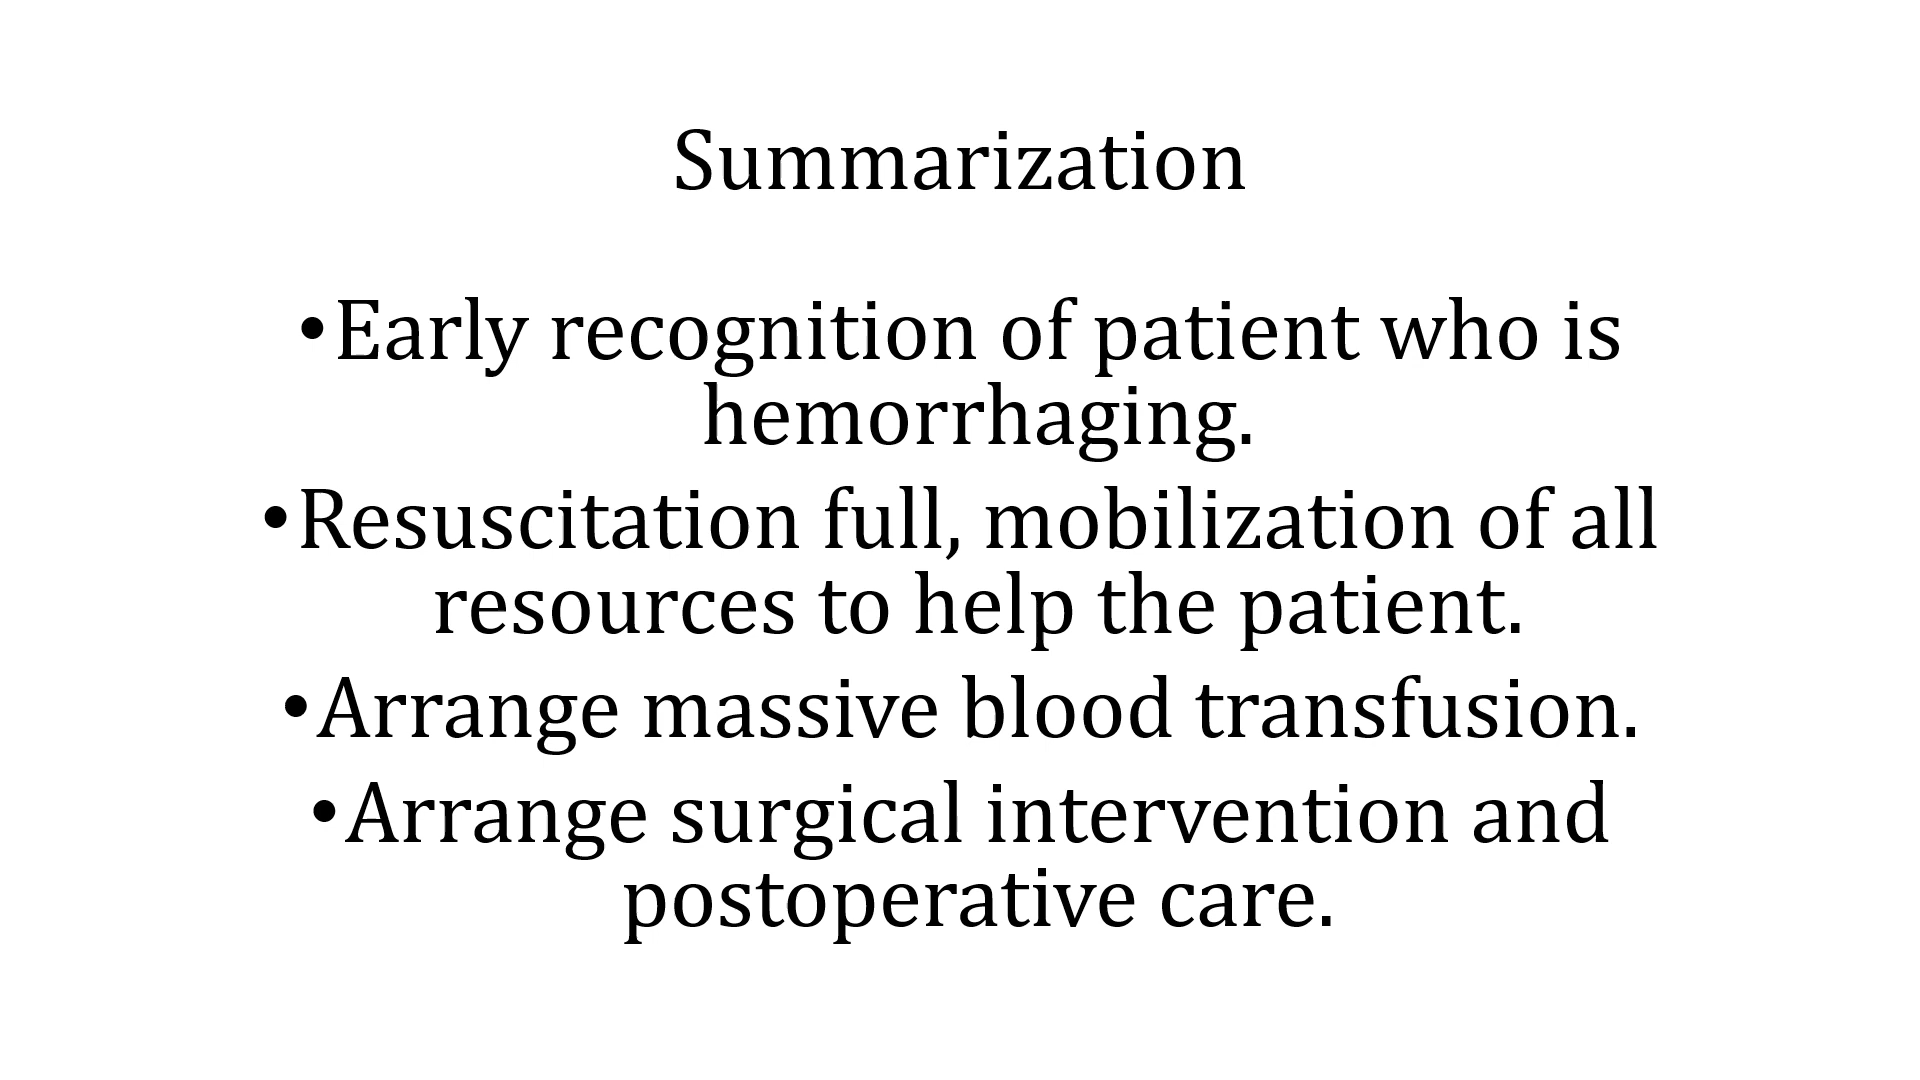 Summarization
•Early recognition of patient who is
hemorrhaging.
•Resuscitation full, mobilization of all
resources to help the patient.
•Arrange massive blood transfusion.
•Arrange surgical intervention and
postoperative care.